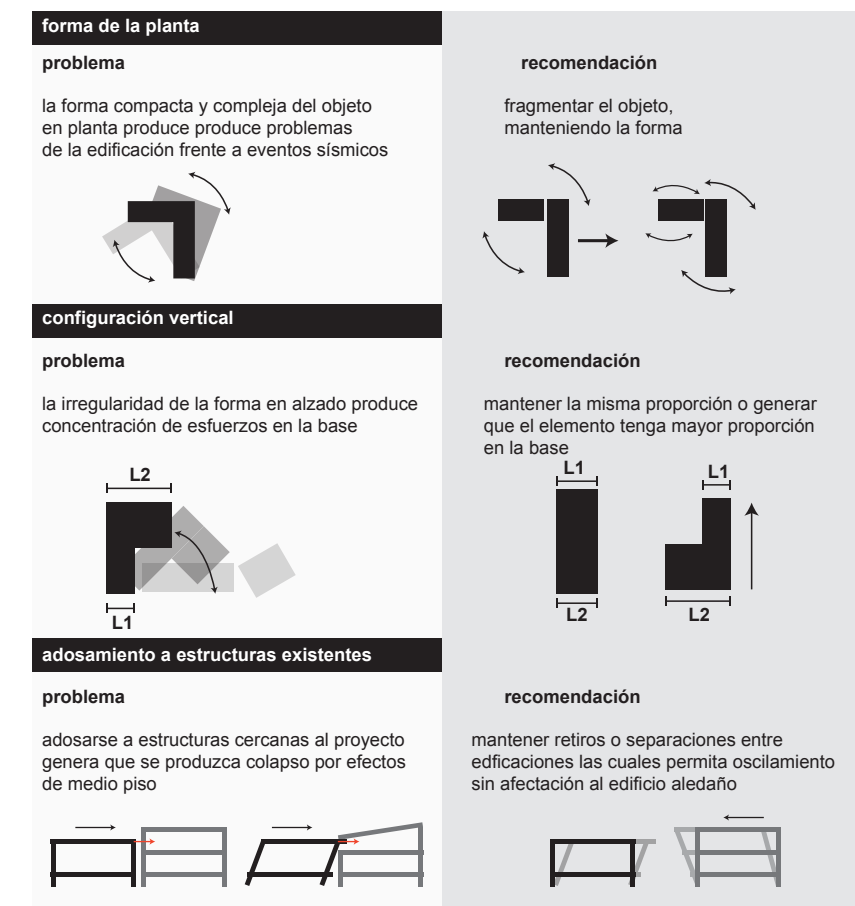 forma de la planta
problema
la forma compacta y compleja del objeto
en planta produce produce problemas
de la edificación frente a eventos sísmicos
recomendación
fragmentar el objeto,
manteniendo la forma
configuración vertical
problema
la irregularidad de la forma en alzado produce
concentración de esfuerzos en la base
L2
L1
recomendación
mantener la misma proporción o generar
que el elemento tenga mayor proporción
en la base
L1
L1
L2
L2
adosamiento a estructuras existentes
problema
adosarse a estructuras cercanas al proyecto
genera que se produzca colapso por efectos
de medio piso
recomendación
mantener retiros o separaciones entre
edficaciones las cuales permita oscilamiento
sin afectación al edificio aledaño